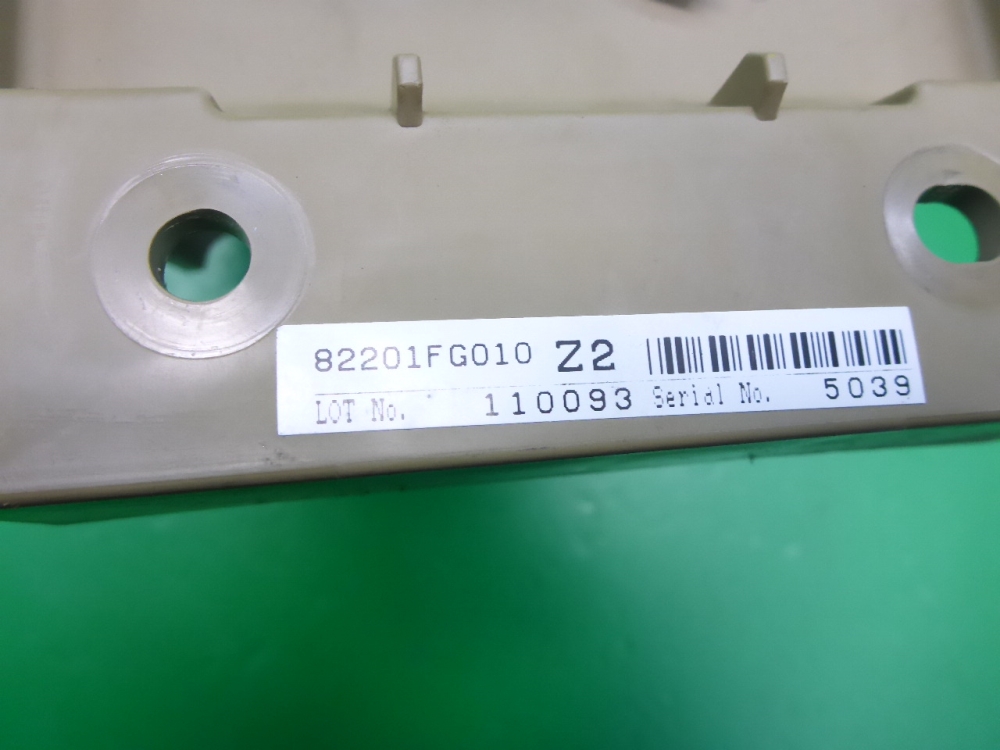 82201FG010 Z2
LOT No. 110093 Serial No. 5039